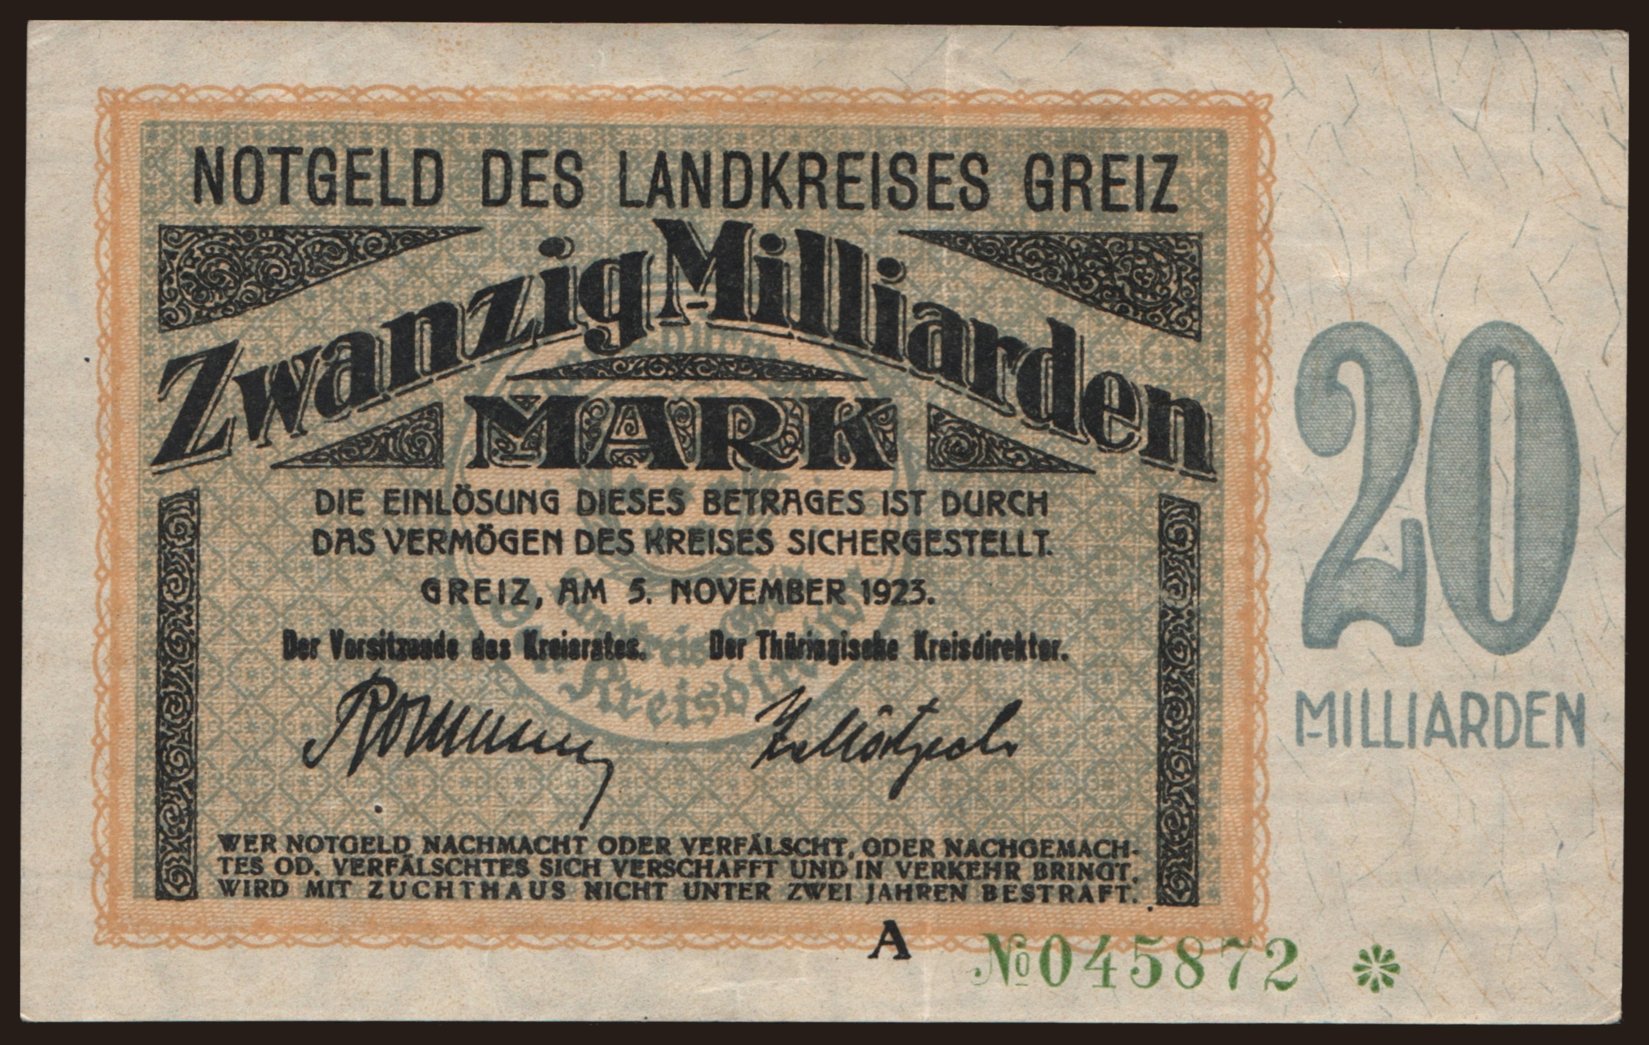 NOTGELD DES LANDKREISES GREIZ
Zwanzig Milliarden
MARK
DIE EINLÖSUNG DIESES BETRAGES IST DURCH
DAS VERMÖGEN DES KREISES SICHERGESTELLT.
GREIZ, AM 5. NOVEMBER 1923.
Der Vorsitzende des Kreisrates. Der Thüringische Kreisdirektor.
WER NOTGELD NACHMACHT ODER VERFÄLSCHT, ODER NACHGEMACH-
TES OD. VERFÄLSCHTES SICH VERSCHAFFT UND IN VERKEHR BRINGT,
WIRD MIT ZUCHTHAUS NICHT UNTER ZWEI JAHREN BESTRAFT.
A № 045872 *
20
MILLIARDEN